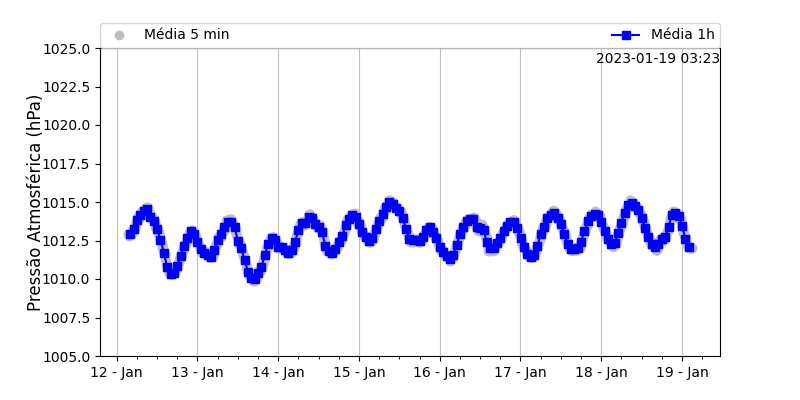 Média 5 min
Média 1h
2023-01-19 03:23
Pressão Atmosférica (hPa)
1025.0
1022.5
1020.0
1017.5
1015.0
1012.5
1010.0
1007.5
1005.0
12 - Jan
13 - Jan
14 - Jan
15 - Jan
16 - Jan
17 - Jan
18 - Jan
19 - Jan